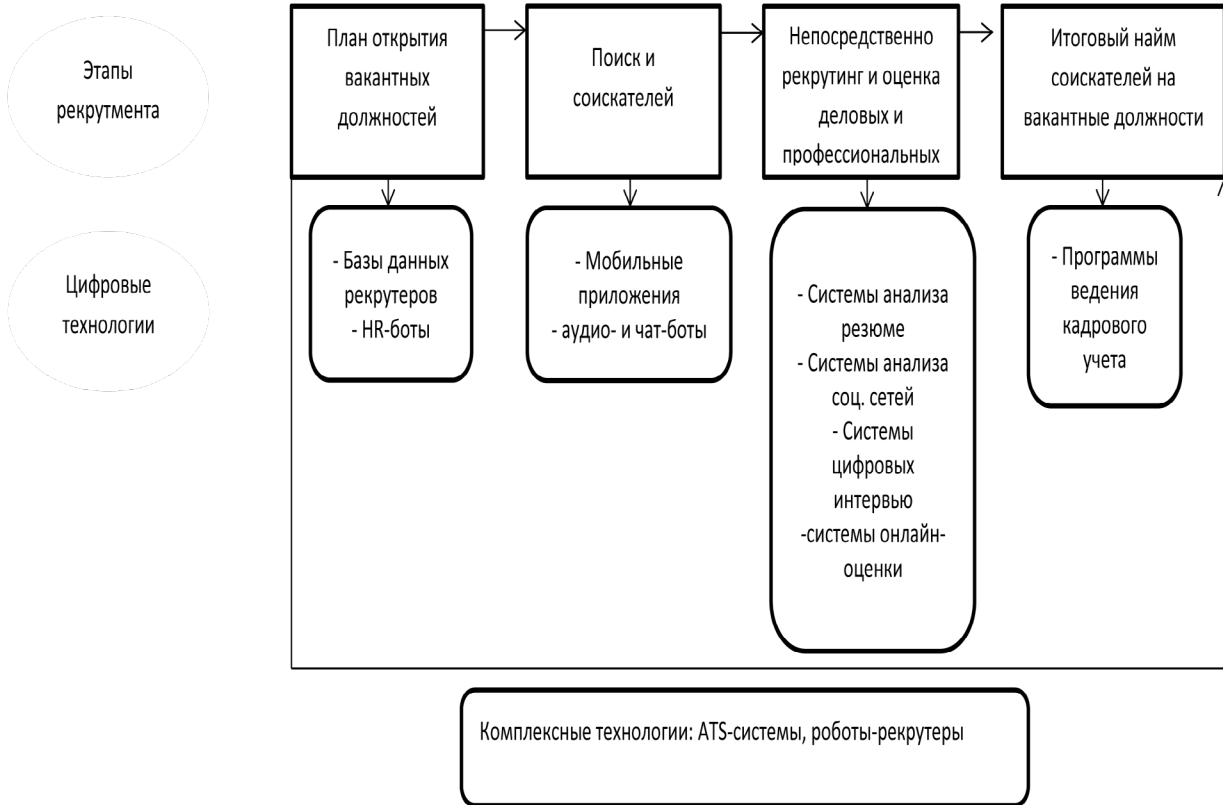 Этапы
рекрутмента
План открытия
вакантных
должностей
Поиск и
соискателей
Непосредственно
рекрутинг и оценка
деловых и
профессиональных
Итоговый найм
соискателей на
вакантные должности
Цифровые
технологии
- Базы данных
рекрутеров
- HR-боты
- Мобильные
приложения
- аудио- и чат-боты
- Системы анализа
резюме
- Системы анализа
соц. сетей
- Системы
цифровых
интервью
-системы онлайн-
оценки
- Программы
ведения
кадрового
учета
Комплексные технологии: ATS-системы, роботы-рекрутеры